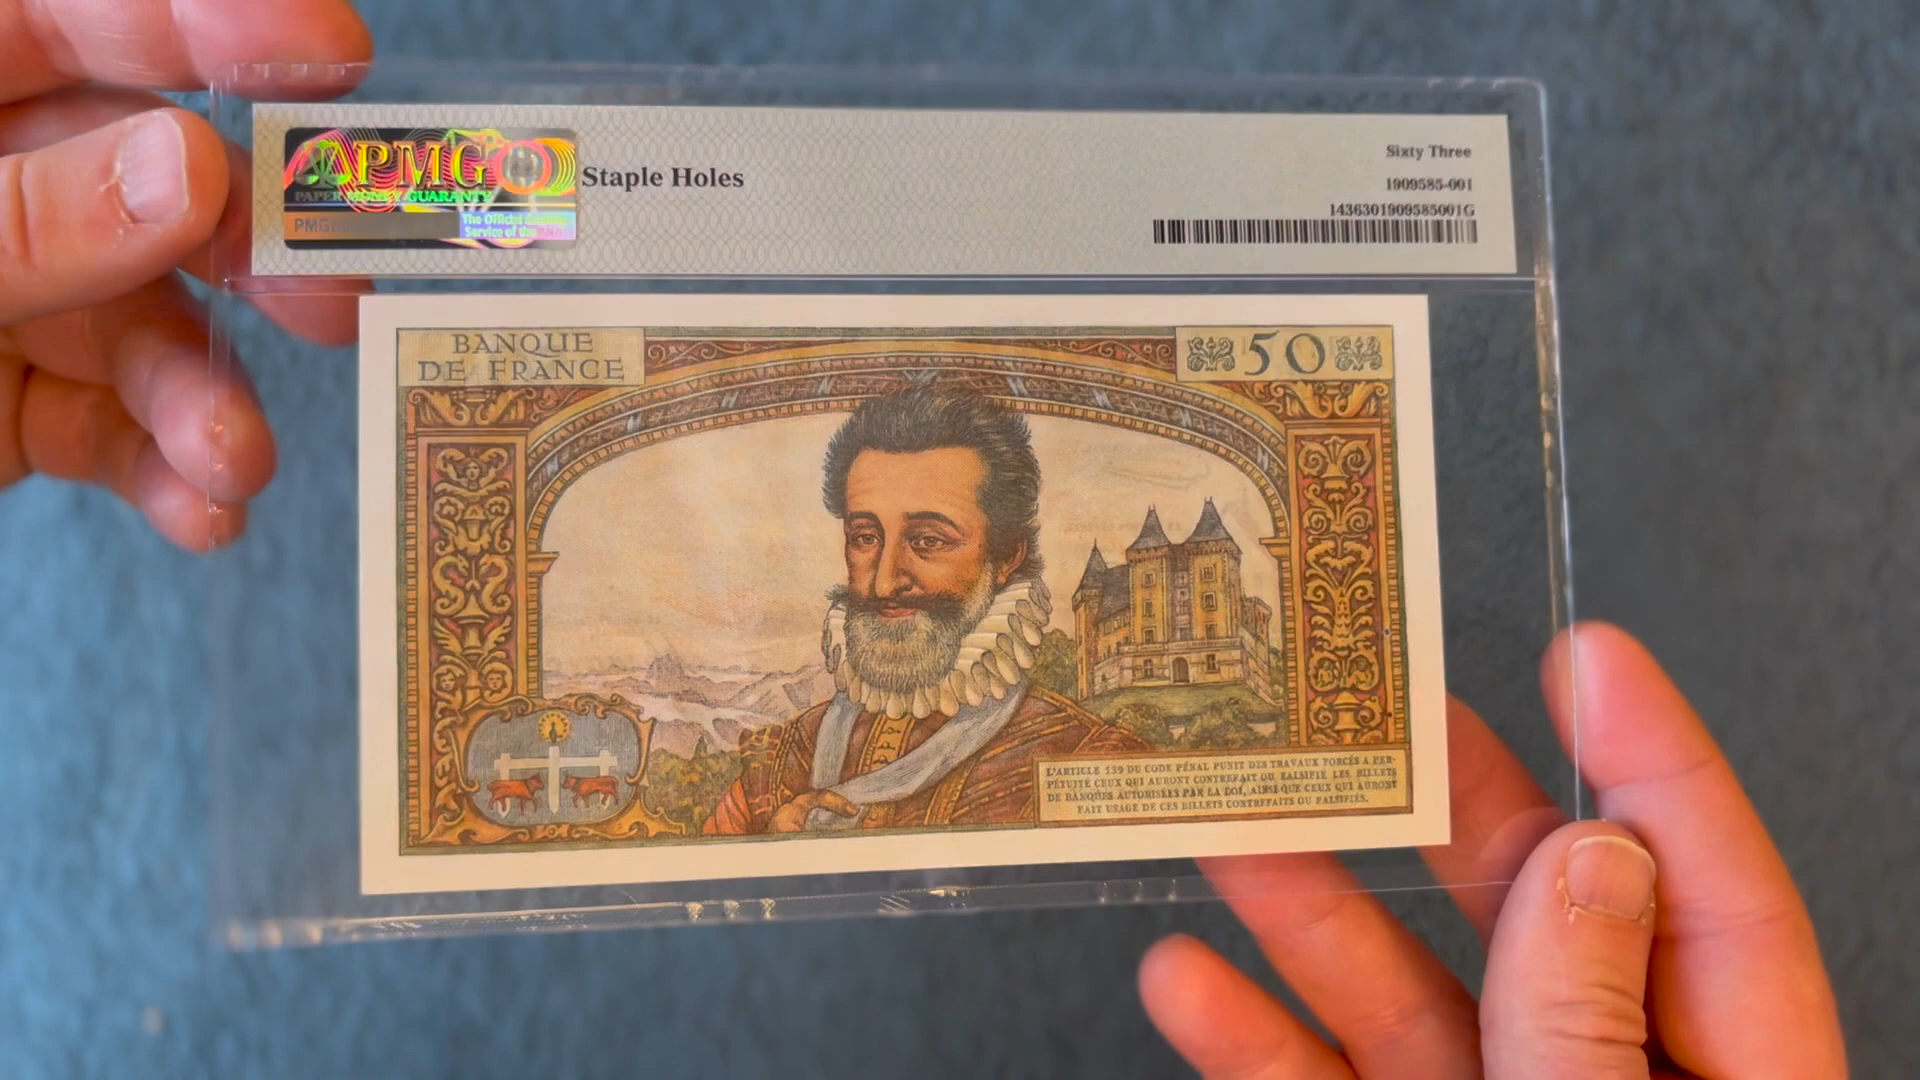 PMG
PAPER MONEY GUARANTY
The Official Grading
Service of the
Staple Holes
Sixty Three
1909585-001
1436301909585001G
BANQUE
DE FRANCE
50
L'ARTICLE 139 DU CODE PÉNAL PUNIT DES TRAVAUX FORCÉS A PER-
PÉTUITÉ CEUX QUI AURONT CONTREFAIT OU FALSIFIÉ LES BILLETS
DE BANQUES AUTORISÉES PAR LA LOI, AINSI QUE CEUX QUI AURONT
FAIT USAGE DE CES BILLETS CONTREFAITS OU FALSIFIÉS.